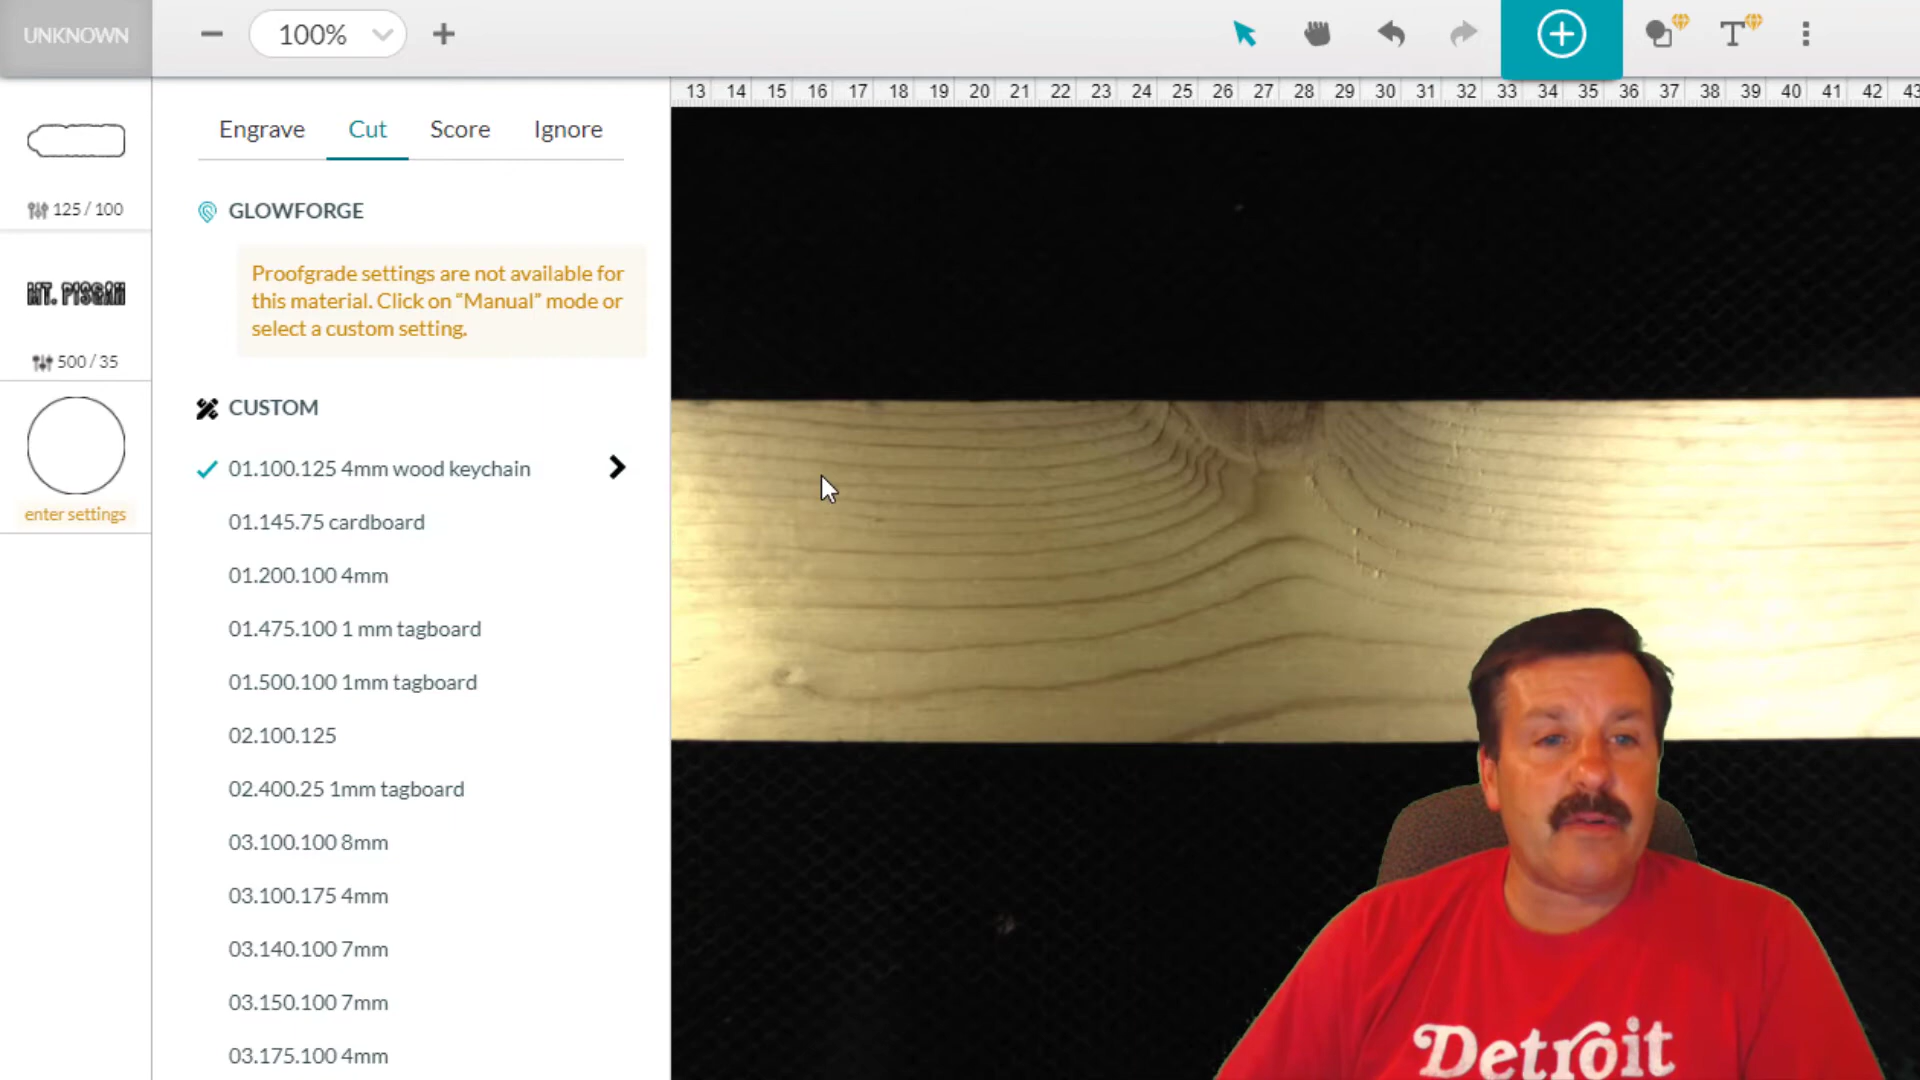 UNKNOWN
100%
13 14 15 16 17 18 19 20 21 22 23 24 25 26 27 28 29 30 31 32 33 34 35 36 37 38 39 40 41 42 43
Engrave Cut Score Ignore
125 / 100
MT. PISGAH
500 / 35
enter settings
GLOWFORGE
Proofgrade settings are not available for
this material. Click on “Manual” mode or
select a custom setting.
CUSTOM
01.100.125 4mm wood keychain
01.145.75 cardboard
01.200.100 4mm
01.475.100 1 mm tagboard
01.500.100 1mm tagboard
02.100.125
02.400.25 1mm tagboard
03.100.100 8mm
03.100.175 4mm
03.140.100 7mm
03.150.100 7mm
03.175.100 4mm
Detroit